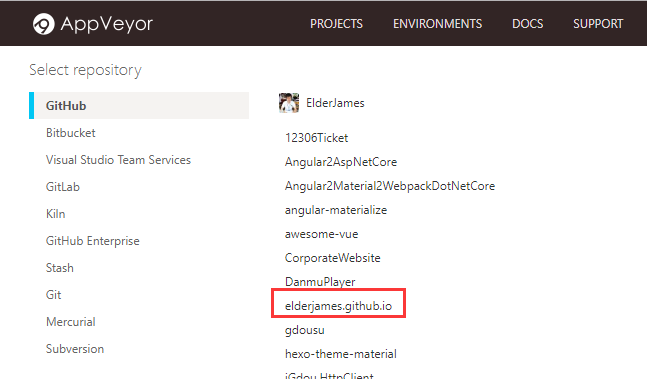 AppVeyor
PROJECTS ENVIRONMENTS DOCS SUPPORT
Select repository
GitHub
Bitbucket
Visual Studio Team Services
GitLab
Kiln
GitHub Enterprise
Stash
Git
Mercurial
Subversion
ElderJames
12306Ticket
Angular2AspNetCore
Angular2Material2WebpackDotNetCore
angular-materialize
awesome-vue
CorporateWebsite
DanmuPlayer
elderjames.github.io
gdousu
hexo-theme-material
iGdou.HttpClient